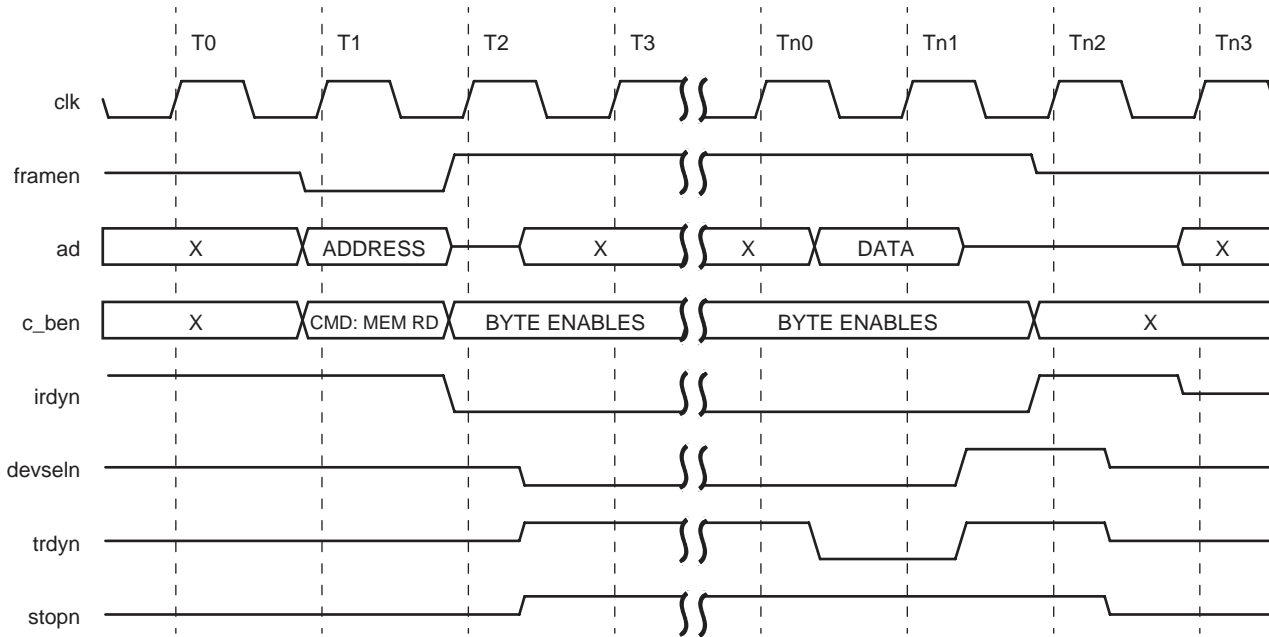 T0 T1 T2 T3 Tn0 Tn1 Tn2 Tn3
clk
framen
ad X ADDRESS X X DATA X
c_ben X CMD: MEM RD BYTE ENABLES BYTE ENABLES X
irdyn
devseln
trdyn
stopn